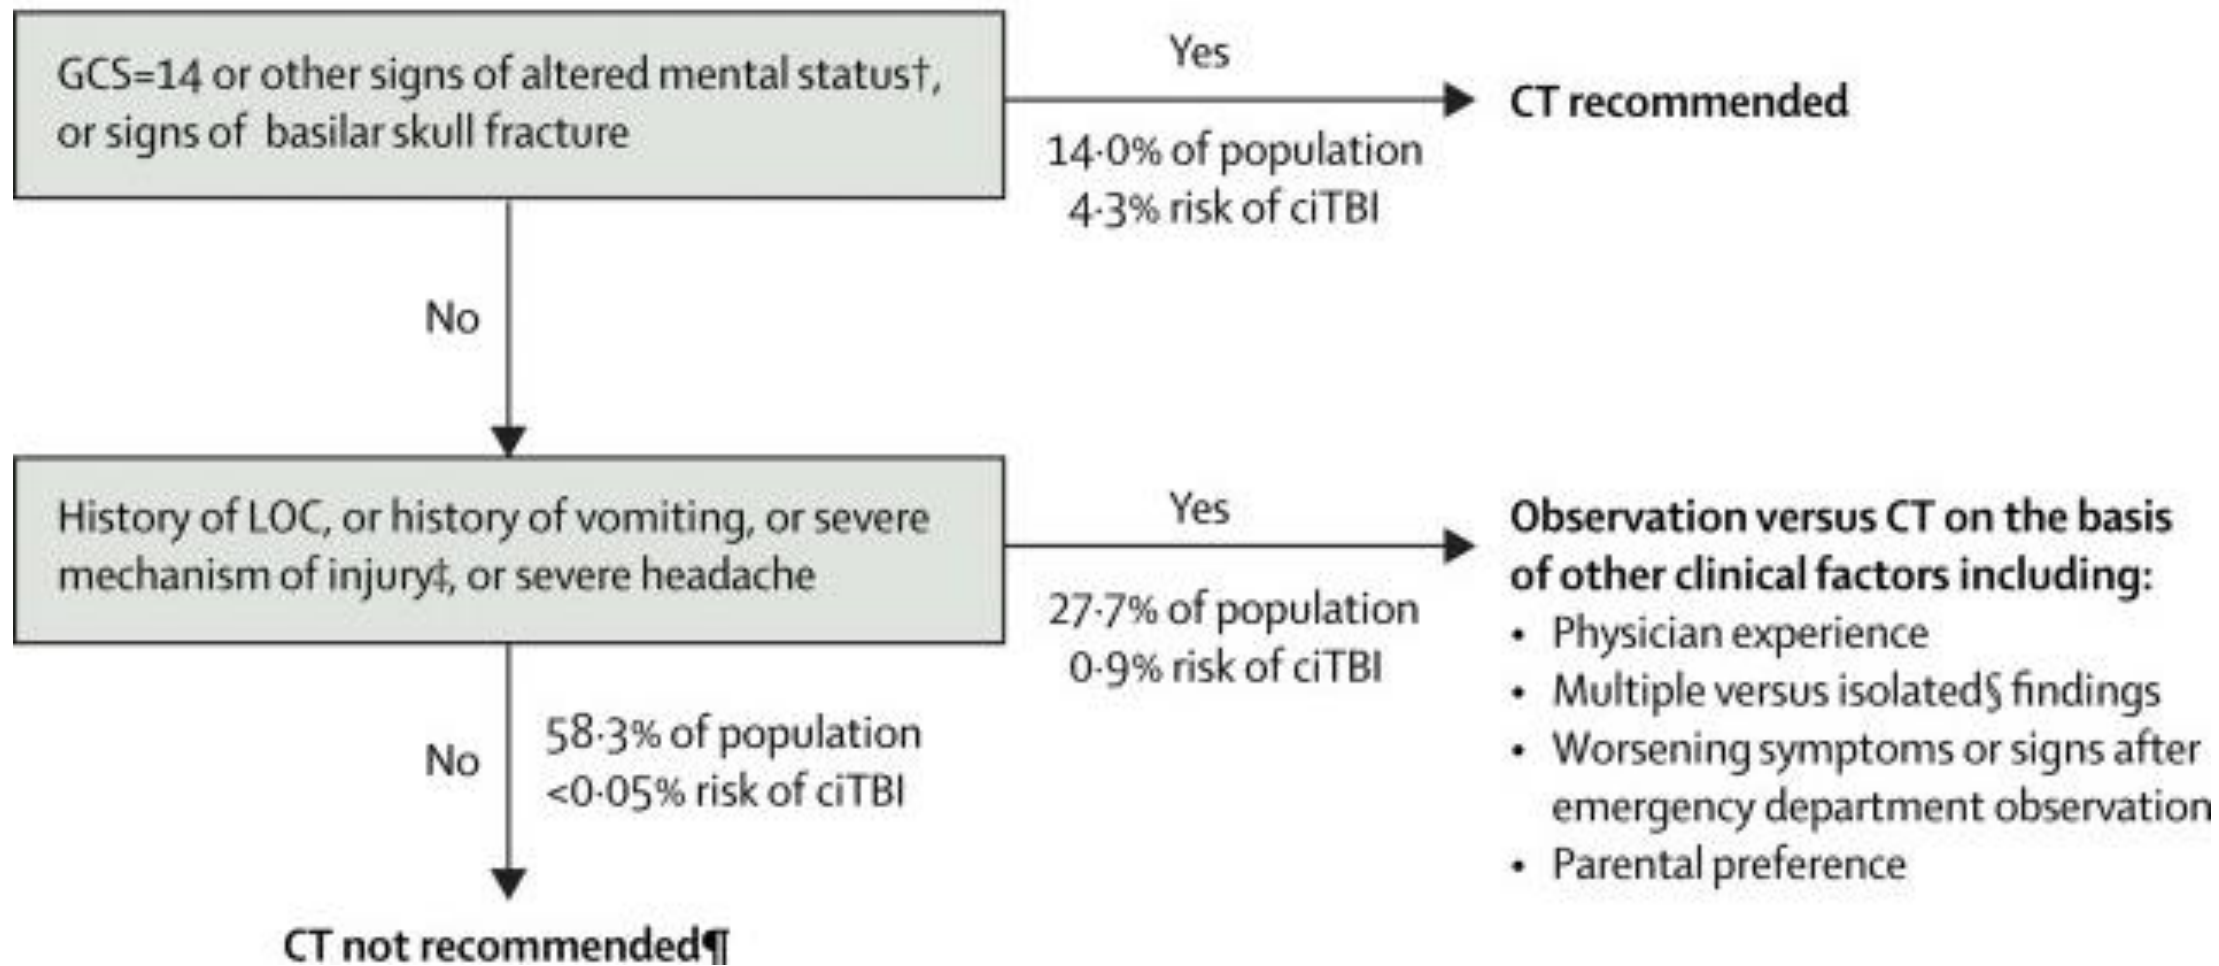 GCS=14 or other signs of altered mental status†,
or signs of basilar skull fracture
Yes
14·0% of population
4·3% risk of ciTBI
CT recommended
No
History of LOC, or history of vomiting, or severe
mechanism of injury‡, or severe headache
Yes
27·7% of population
0·9% risk of ciTBI
Observation versus CT on the basis
of other clinical factors including:
• Physician experience
• Multiple versus isolated§ findings
• Worsening symptoms or signs after
emergency department observation
• Parental preference
No
58·3% of population
<0·05% risk of ciTBI
CT not recommended¶